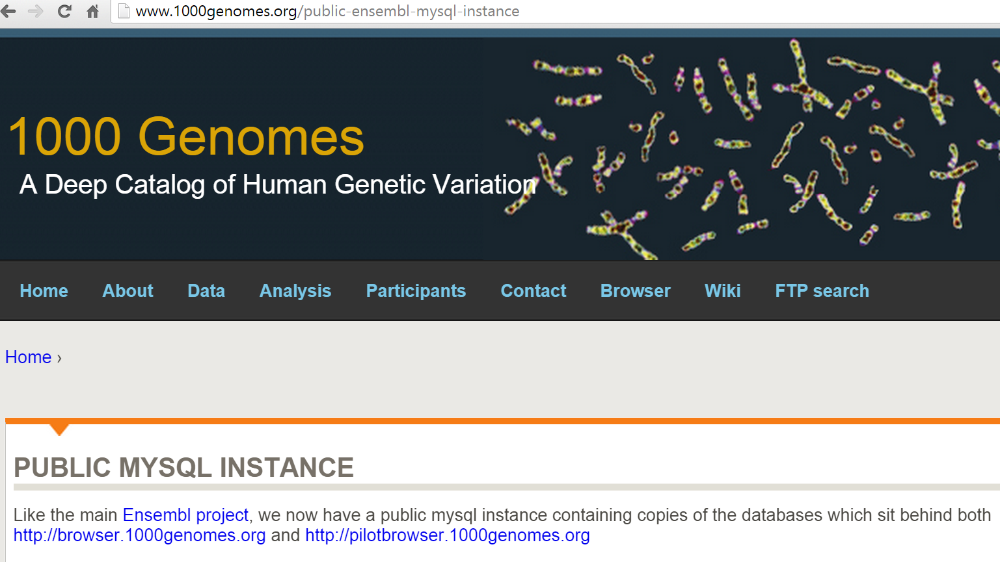 www.1000genomes.org/public-ensembl-mysql-instance
1000 Genomes
A Deep Catalog of Human Genetic Variation
Home About Data Analysis Participants Contact Browser Wiki FTP search
Home ›
PUBLIC MYSQL INSTANCE
Like the main Ensembl project, we now have a public mysql instance containing copies of the databases which sit behind both
http://browser.1000genomes.org and http://pilotbrowser.1000genomes.org